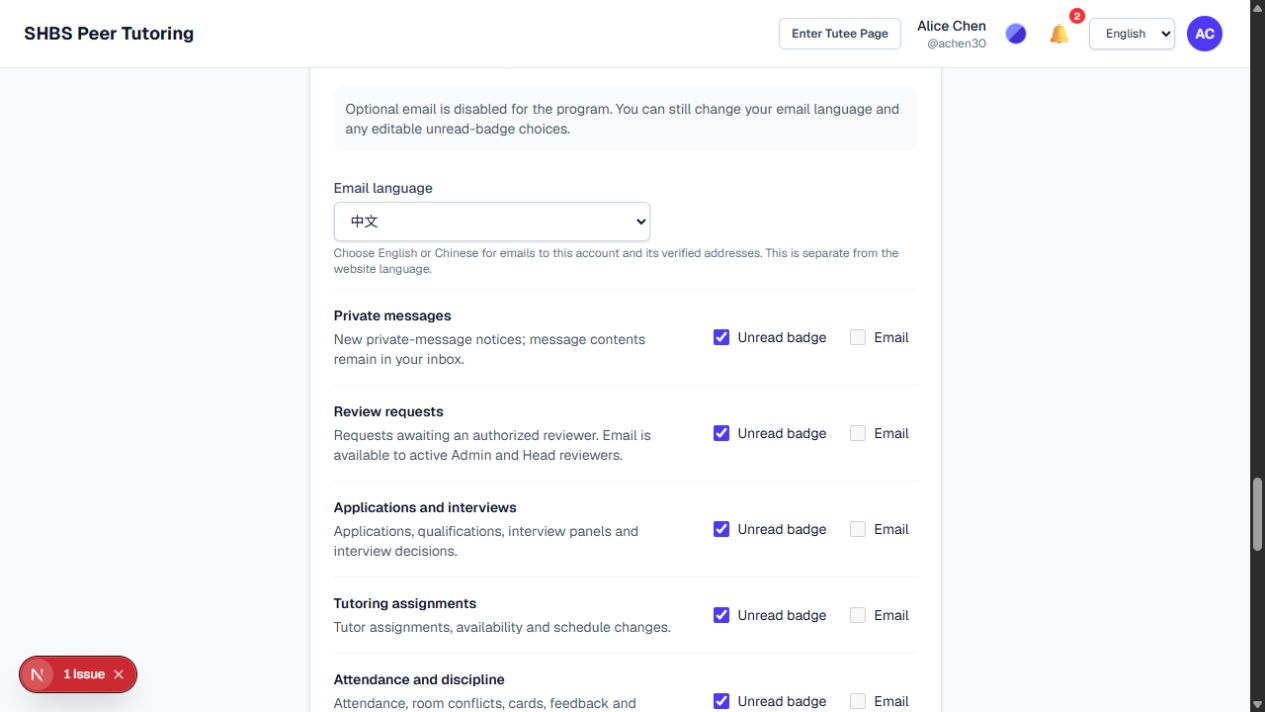 SHBS Peer Tutoring
Enter Tutee Page
Alice Chen
@achen30
2
English
AC
Optional email is disabled for the program. You can still change your email language and
any editable unread-badge choices.
Email language
中文
Choose English or Chinese for emails to this account and its verified addresses. This is separate from the
website language.
Private messages
New private-message notices; message contents
remain in your inbox.
Unread badge
Email
Review requests
Requests awaiting an authorized reviewer. Email is
available to active Admin and Head reviewers.
Unread badge
Email
Applications and interviews
Applications, qualifications, interview panels and
interview decisions.
Unread badge
Email
Tutoring assignments
Tutor assignments, availability and schedule changes.
Unread badge
Email
Attendance and discipline
Attendance, room conflicts, cards, feedback and
Unread badge
Email
N
1 Issue